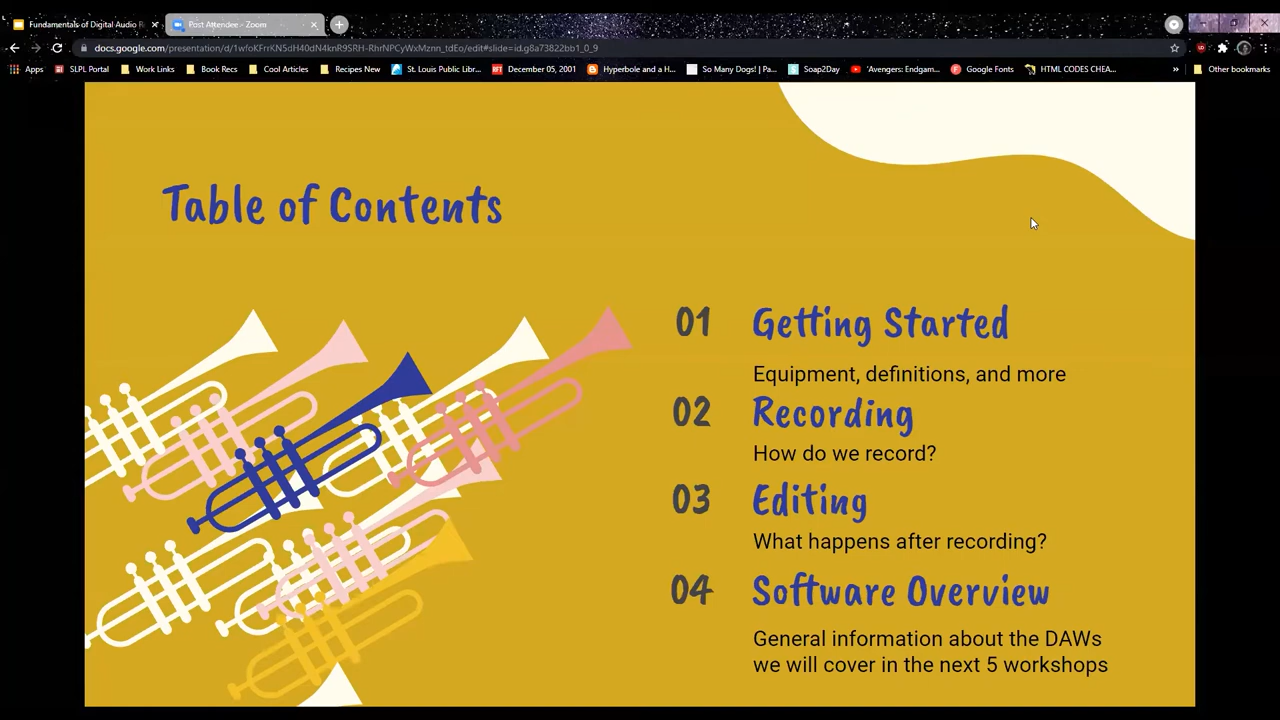 Fundamentals of Digital Audio R
Post Attendee - Zoom
docs.google.com/presentation/d/1wfoKFrrKN5dH40dN4knR9SRH-RhrNPCyWxMznn_tdEo/edit#slide=id.g8a73822bb1_0_9
Apps
SLPL Portal
Work Links
Book Recs
Cool Articles
Recipes New
St. Louis Public Libr...
December 05, 2001
Hyperbole and a H...
So Many Dogs! | Pa...
Soap2Day
'Avengers: Endgam...
Google Fonts
HTML CODES CHEA...
»
Other bookmarks
Table of Contents
01 Getting Started
Equipment, definitions, and more
02 Recording
How do we record?
03 Editing
What happens after recording?
04 Software Overview
General information about the DAWs
we will cover in the next 5 workshops